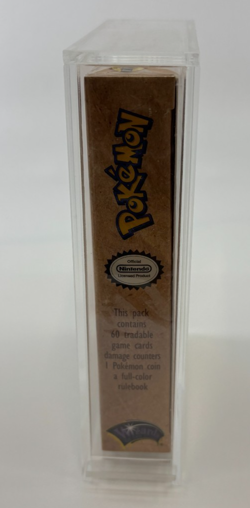 POKéMON
Official
Nintendo
Licensed Product
This pack
contains
60 tradable
game cards
damage counters
1 Pokémon coin
a full-color
rulebook